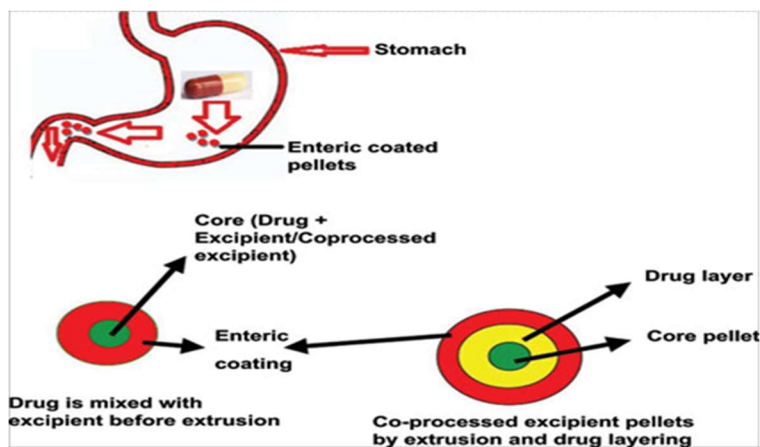 Stomach
Enteric coated
pellets
Core (Drug +
Excipient/Coprocessed
excipient)
Drug layer
Enteric
coating
Core pellet
Drug is mixed with
excipient before extrusion
Co-processed excipient pellets
by extrusion and drug layering